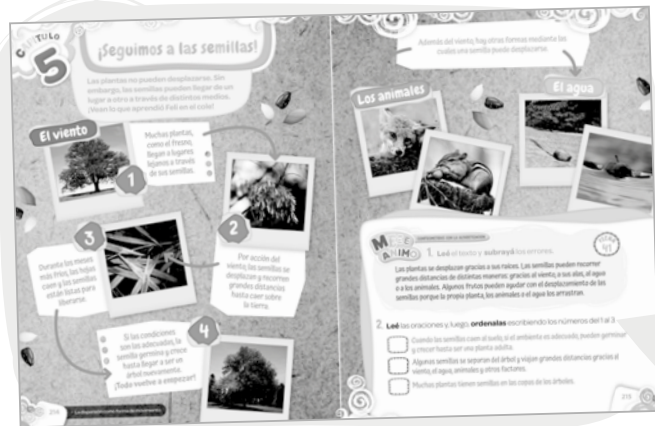 CAPÍTULO
5
¡Seguimos a las semillas!
Las plantas no pueden desplazarse. Sin
embargo, las semillas pueden llegar de un
lugar a otro a través de distintos medios.
¡Vean lo que aprendió Feli en el cole!
El viento
Muchas plantas,
como el fresno,
llegan a lugares
lejanos a través
de sus semillas.
1
2
Por acción del
viento, las semillas se
desplazan y recorren
grandes distancias
hasta caer sobre
la tierra.
3
Durante los meses
más fríos, las hojas
caen y las semillas
están listas para
liberarse.
4
Si las condiciones
son las adecuadas, la
semilla germina y crece
hasta llegar a ser un
árbol nuevamente.
¡Todo vuelve a empezar!
Además del viento, hay otras formas mediante las
cuales una semilla puede desplazarse.
Los animales
El agua
ME
ANIMO
1. Leé el texto y subrayá los errores.
Las plantas se desplazan gracias a sus raíces. Las semillas pueden recorrer
grandes distancias de distintas maneras: gracias al viento, a sus alas, al agua
o a los animales. Algunos frutos pueden ayudar con el desplazamiento de las
semillas porque la propia planta, los animales o el agua los arrastran.
2. Leé las oraciones y, luego, ordenalas escribiendo los números del 1 al 3.
Cuando las semillas caen al suelo, si el ambiente es adecuado, pueden germinar
y crecer hasta ser una planta adulta.
Algunas semillas se separan del árbol y viajan grandes distancias gracias al
viento, el agua, animales y otros factores.
Muchas plantas tienen semillas en las copas de los árboles.